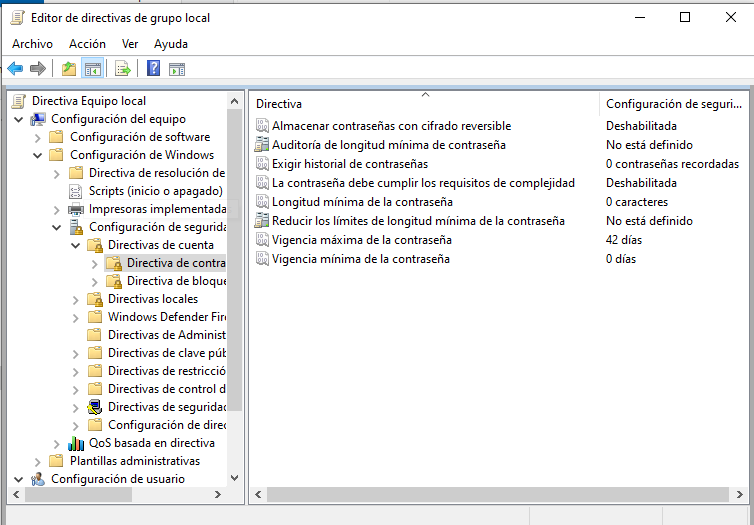 Editor de directivas de grupo local
Archivo Acción Ver Ayuda
Directiva Equipo local
Configuración del equipo
Configuración de software
Configuración de Windows
Directiva de resolución de
Scripts (inicio o apagado)
Impresoras implementada
Configuración de segurida
Directivas de cuenta
Directiva de contra
Directiva de bloque
Directivas locales
Windows Defender Fire
Directivas de Administ
Directivas de clave púb
Directivas de restricció
Directivas de control d
Directivas de seguridad
Configuración de direc
QoS basada en directiva
Plantillas administrativas
Configuración de usuario
Directiva Configuración de seguri...
Almacenar contraseñas con cifrado reversible Deshabilitada
Auditoría de longitud mínima de contraseña No está definido
Exigir historial de contraseñas 0 contraseñas recordadas
La contraseña debe cumplir los requisitos de complejidad Deshabilitada
Longitud mínima de la contraseña 0 caracteres
Reducir los límites de longitud mínima de la contraseña No está definido
Vigencia máxima de la contraseña 42 días
Vigencia mínima de la contraseña 0 días